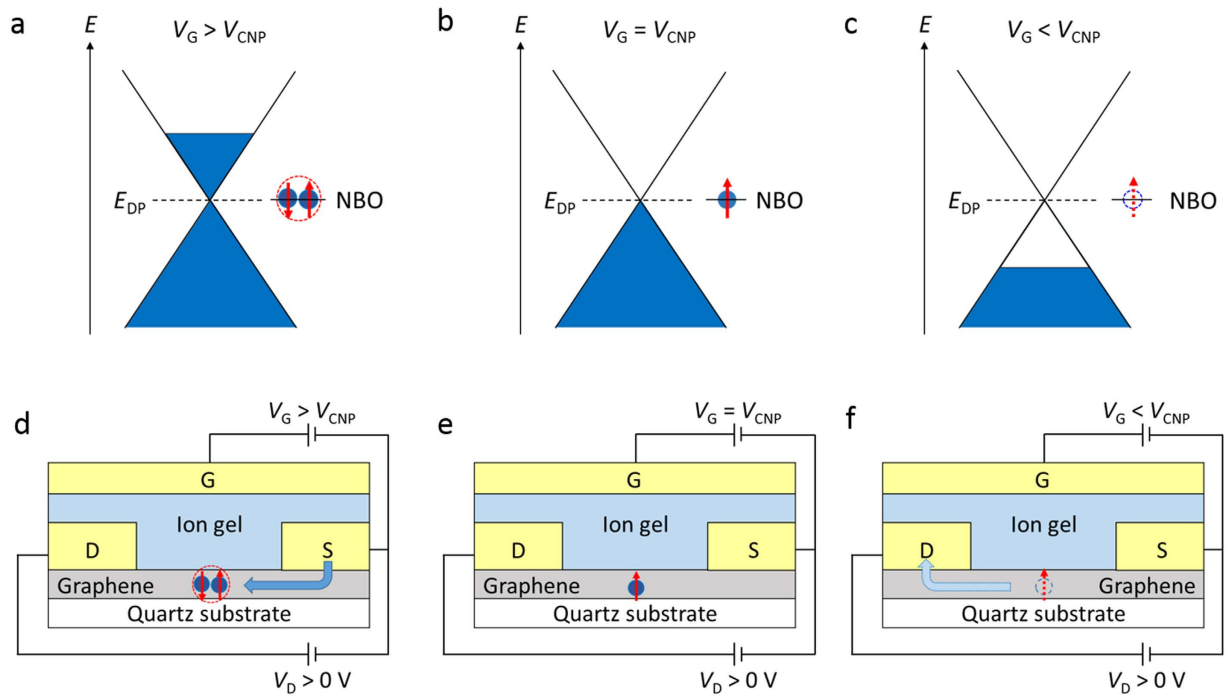 a
E
V_G > V_CNP
E_DP
NBO
b
E
V_G = V_CNP
E_DP
NBO
c
E
V_G < V_CNP
E_DP
NBO
d
V_G > V_CNP
G
Ion gel
D
S
Graphene
Quartz substrate
V_D > 0 V
e
V_G = V_CNP
G
Ion gel
D
S
Graphene
Quartz substrate
V_D > 0 V
f
V_G < V_CNP
G
Ion gel
D
S
Graphene
Quartz substrate
V_D > 0 V